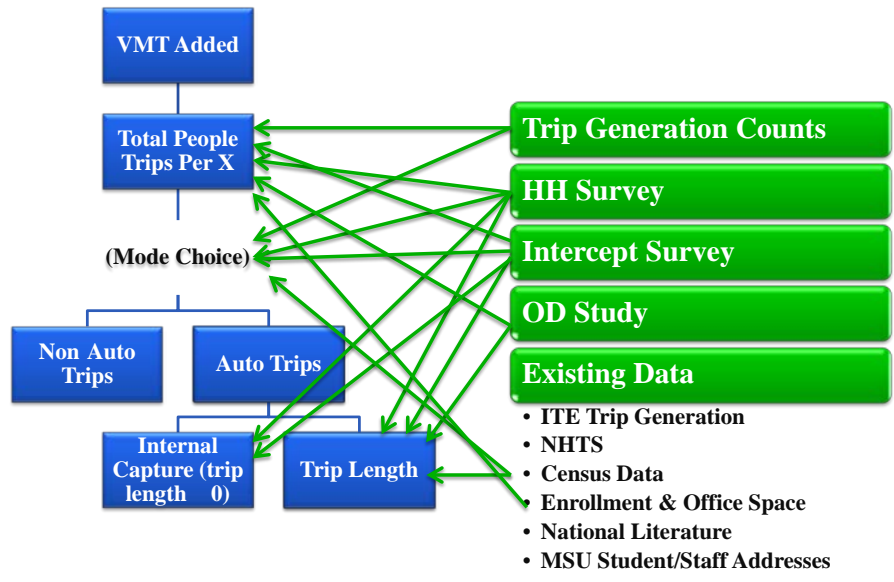 VMT Added
Total People
Trips Per X
(Mode Choice)
Non Auto
Trips
Auto Trips
Internal
Capture (trip
length 0)
Trip Length
Trip Generation Counts
HH Survey
Intercept Survey
OD Study
Existing Data
• ITE Trip Generation
• NHTS
• Census Data
• Enrollment & Office Space
• National Literature
• MSU Student/Staff Addresses